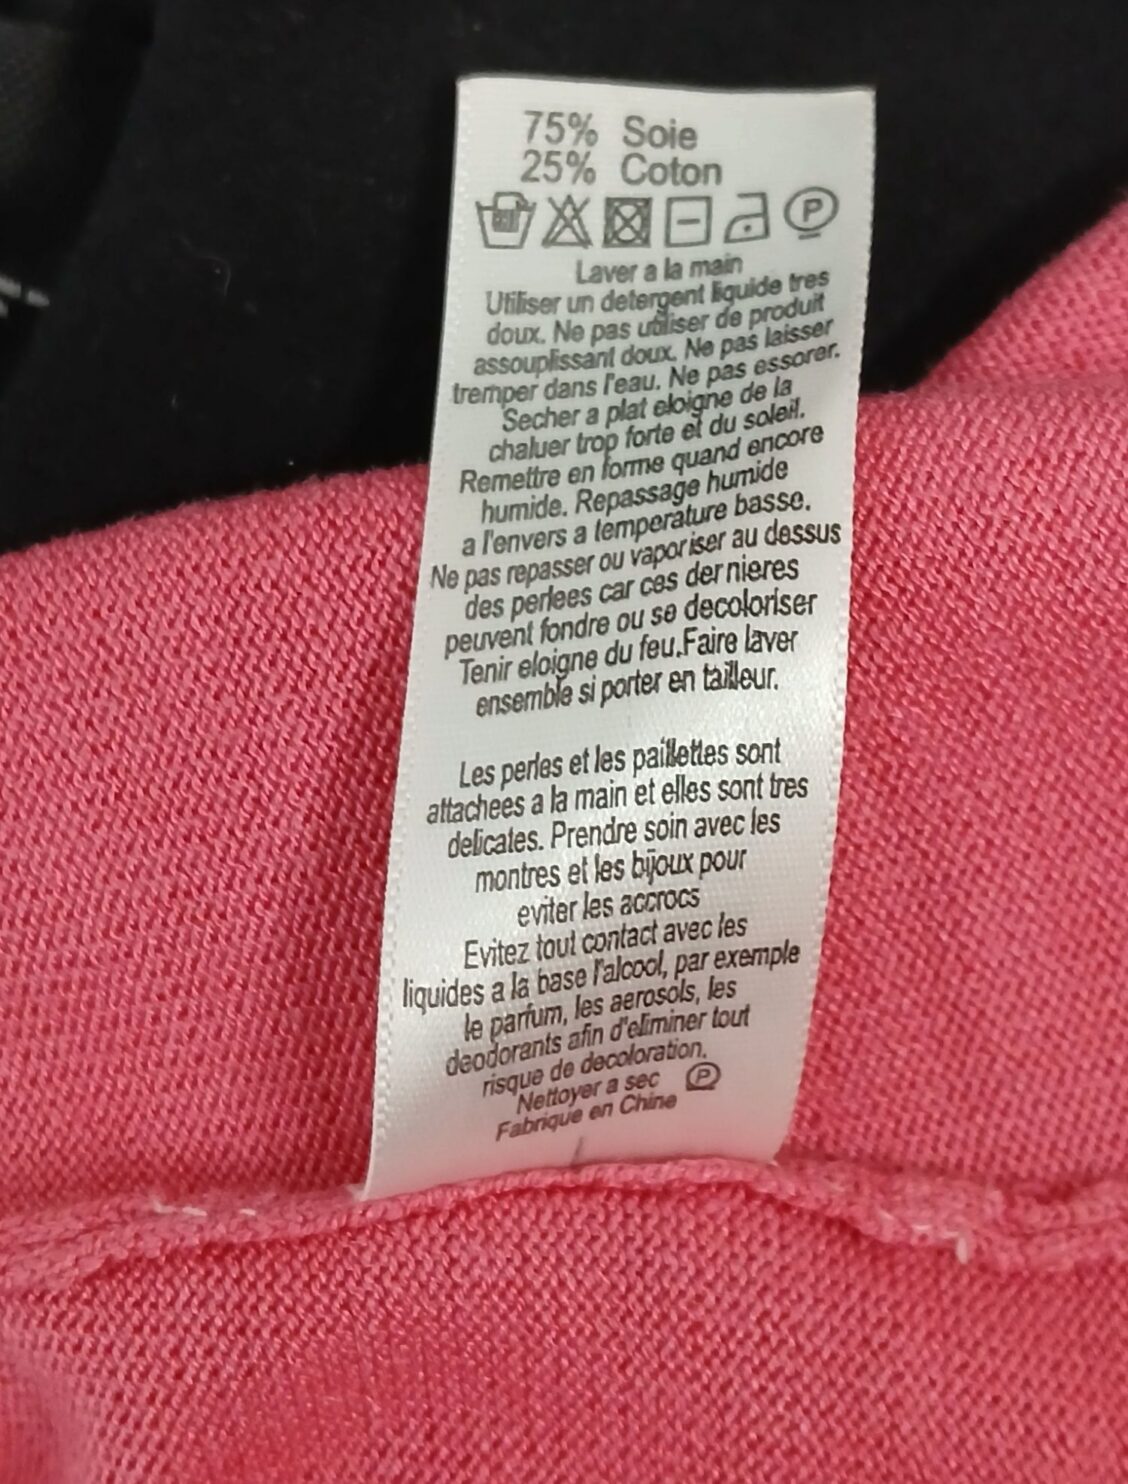 75% Soie
25% Coton
P
Laver a la main
Utiliser un detergent liquide tres
doux. Ne pas utiliser de produit
assouplissant doux. Ne pas laisser
tremper dans l'eau. Ne pas essorer.
Secher a plat eloigne de la
chaluer trop forte et du soleil.
Remettre en forme quand encore
humide. Repassage humide
a l'envers a temperature basse.
Ne pas repasser ou vaporiser au dessus
des perlees car ces dernieres
peuvent fondre ou se decoloriser
Tenir eloigne du feu.Faire laver
ensemble si porter en tailleur.
Les perles et les paillettes sont
attachees a la main et elles sont tres
delicates. Prendre soin avec les
montres et les bijoux pour
eviter les accrocs
Evitez tout contact avec les
liquides a la base l'alcool, par exemple
le parfum, les aerosols, les
deodorants afin d'eliminer tout
risque de decoloration.
Nettoyer a sec P
Fabrique en Chine